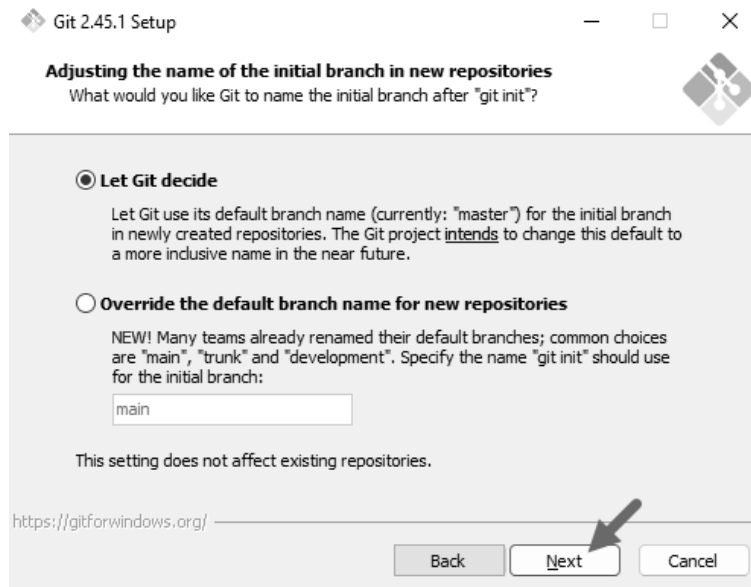 Git 2.45.1 Setup
Adjusting the name of the initial branch in new repositories
What would you like Git to name the initial branch after "git init"?
Let Git decide
Let Git use its default branch name (currently: "master") for the initial branch
in newly created repositories. The Git project intends to change this default to
a more inclusive name in the near future.
Override the default branch name for new repositories
NEW! Many teams already renamed their default branches; common choices
are "main", "trunk" and "development". Specify the name "git init" should use
for the initial branch:
main
This setting does not affect existing repositories.
https://gitforwindows.org/
Back Next Cancel